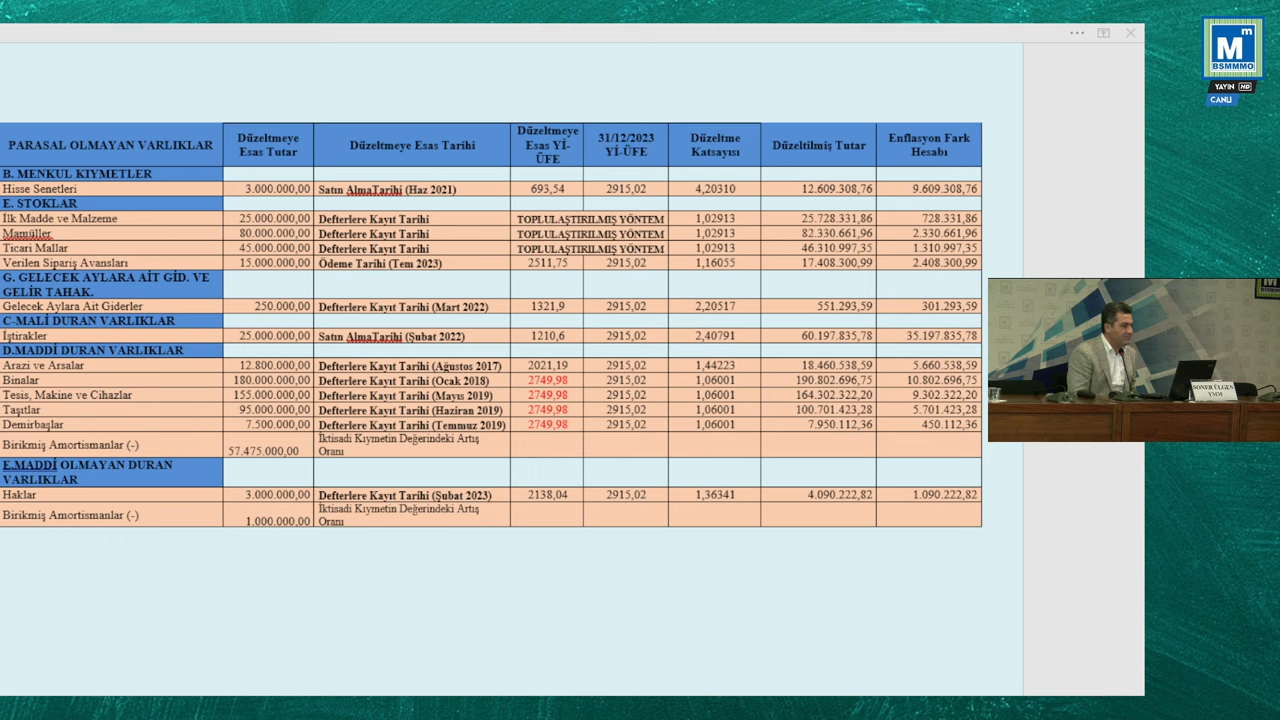 M m
BSMMMO
YAYIN HD
CANLI
PARASAL OLMAYAN VARLIKLAR Düzeltmeye Esas Tutar Düzeltmeye Esas Tarihi Düzeltmeye Esas Yİ-ÜFE 31/12/2023 Yİ-ÜFE Düzeltme Katsayısı Düzeltilmiş Tutar Enflasyon Fark Hesabı
B. MENKUL KIYMETLER
Hisse Senetleri 3.000.000,00 Satın AlmaTarihi (Haz 2021) 693,54 2915,02 4,20310 12.609.308,76 9.609.308,76
E. STOKLAR
İlk Madde ve Malzeme 25.000.000,00 Defterlere Kayıt Tarihi TOPLULAŞTIRILMIŞ YÖNTEM 1,02913 25.728.331,86 728.331,86
Mamüller 80.000.000,00 Defterlere Kayıt Tarihi TOPLULAŞTIRILMIŞ YÖNTEM 1,02913 82.330.661,96 2.330.661,96
Ticari Mallar 45.000.000,00 Defterlere Kayıt Tarihi TOPLULAŞTIRILMIŞ YÖNTEM 1,02913 46.310.997,35 1.310.997,35
Verilen Sipariş Avansları 15.000.000,00 Ödeme Tarihi (Tem 2023) 2511,75 2915,02 1,16055 17.408.300,99 2.408.300,99
G. GELECEK AYLARA AİT GİD. VE
GELİR TAHAK.
Gelecek Aylara Ait Giderler 250.000,00 Defterlere Kayıt Tarihi (Mart 2022) 1321,9 2915,02 2,20517 551.293,59 301.293,59
C-MALİ DURAN VARLIKLAR
İştirakler 25.000.000,00 Satın AlmaTarihi (Şubat 2022) 1210,6 2915,02 2,40791 60.197.835,78 35.197.835,78
D.MADDİ DURAN VARLIKLAR
Arazi ve Arsalar 12.800.000,00 Defterlere Kayıt Tarihi (Ağustos 2017) 2021,19 2915,02 1,44223 18.460.538,59 5.660.538,59
Binalar 180.000.000,00 Defterlere Kayıt Tarihi (Ocak 2018) 2749,98 2915,02 1,06001 190.802.696,75 10.802.696,75
Tesis, Makine ve Cihazlar 155.000.000,00 Defterlere Kayıt Tarihi (Mayıs 2019) 2749,98 2915,02 1,06001 164.302.322,20 9.302.322,20
Taşıtlar 95.000.000,00 Defterlere Kayıt Tarihi (Haziran 2019) 2749,98 2915,02 1,06001 100.701.423,28 5.701.423,28
Demirbaşlar 7.500.000,00 Defterlere Kayıt Tarihi (Temmuz 2019) 2749,98 2915,02 1,06001 7.950.112,36 450.112,36
Birikmiş Amortismanlar (-) 57.475.000,00 İktisadi Kıymetin Değerindeki Artış
Oranı
E.MADDİ OLMAYAN DURAN
VARLIKLAR
Haklar 3.000.000,00 Defterlere Kayıt Tarihi (Şubat 2023) 2138,04 2915,02 1,36341 4.090.222,82 1.090.222,82
Birikmiş Amortismanlar (-) 1.000.000,00 İktisadi Kıymetin Değerindeki Artış
Oranı
SONER ÜLGEN
YMM